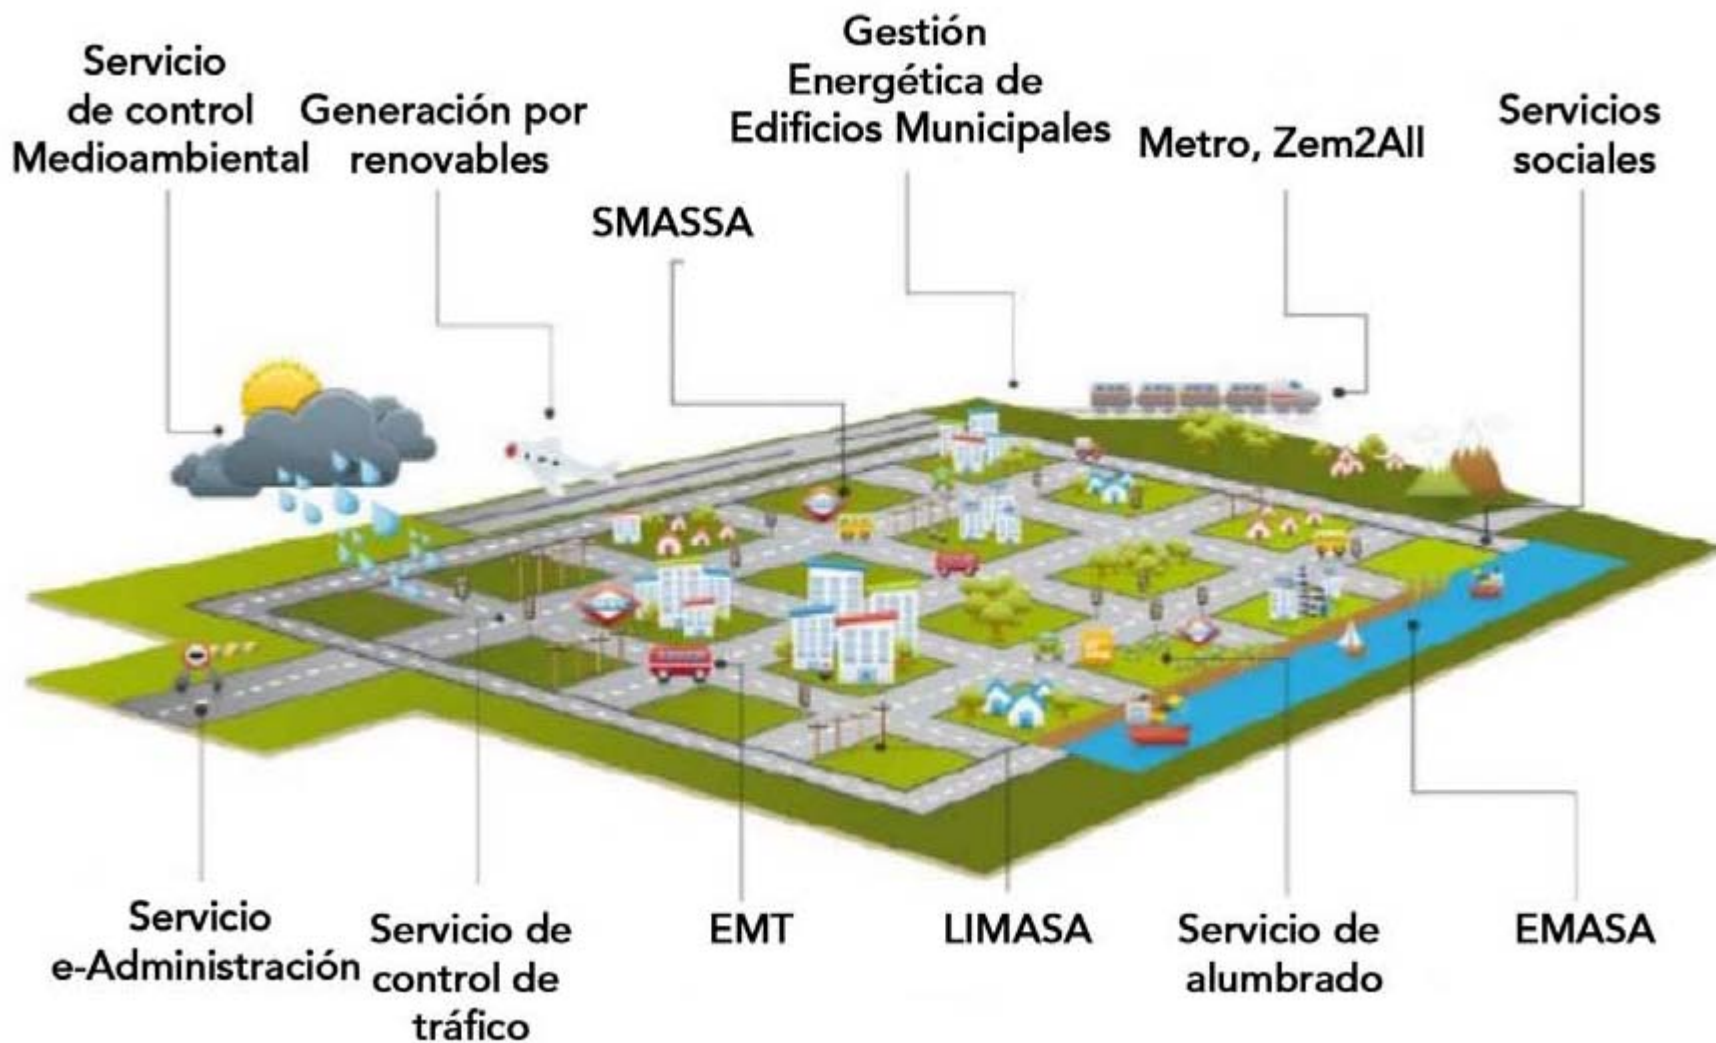 Servicio
de control
Medioambiental
Generación por
renovables
SMASSA
Gestión
Energética de
Edificios Municipales
Metro, Zem2All
Servicios
sociales
Servicio
e-Administración
Servicio de
control de
tráfico
EMT
LIMASA
Servicio de
alumbrado
EMASA